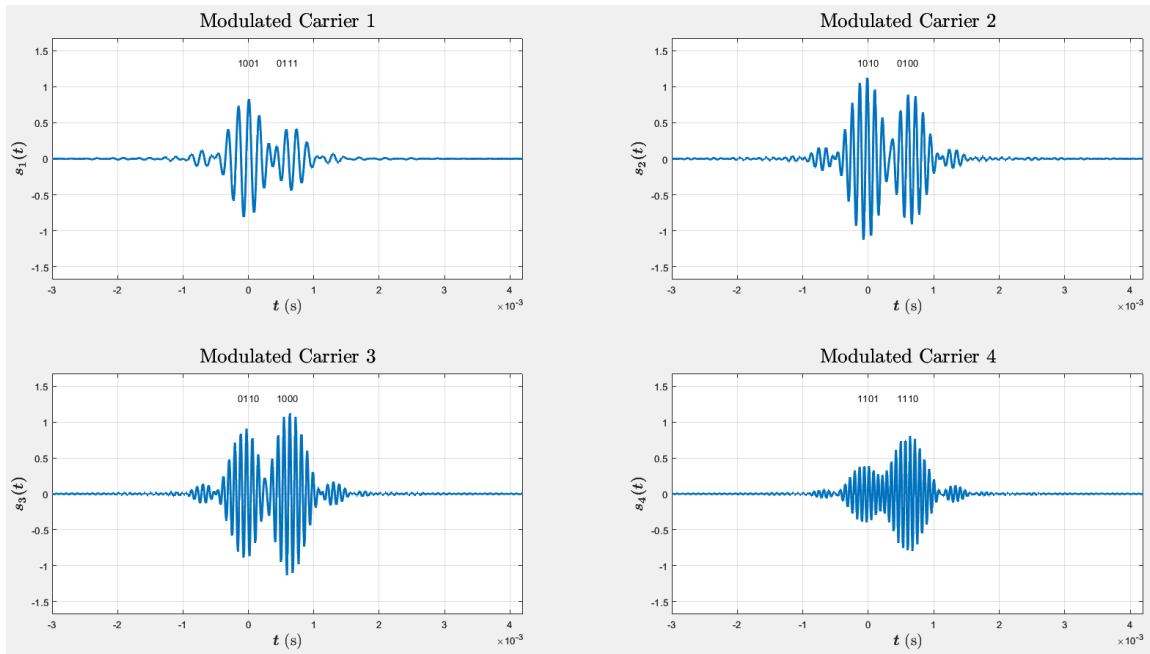 Modulated Carrier 1
1.5
1001 0111
1
0.5
0
-0.5
-1
-1.5
s₁(t)
-3 -2 -1 0 1 2 3 4
×10⁻³
t (s)
Modulated Carrier 2
1.5
1010 0100
1
0.5
0
-0.5
-1
-1.5
s₂(t)
-3 -2 -1 0 1 2 3 4
×10⁻³
t (s)
Modulated Carrier 3
1.5
0110 1000
1
0.5
0
-0.5
-1
-1.5
s₃(t)
-3 -2 -1 0 1 2 3 4
×10⁻³
t (s)
Modulated Carrier 4
1.5
1101 1110
1
0.5
0
-0.5
-1
-1.5
s₄(t)
-3 -2 -1 0 1 2 3 4
×10⁻³
t (s)